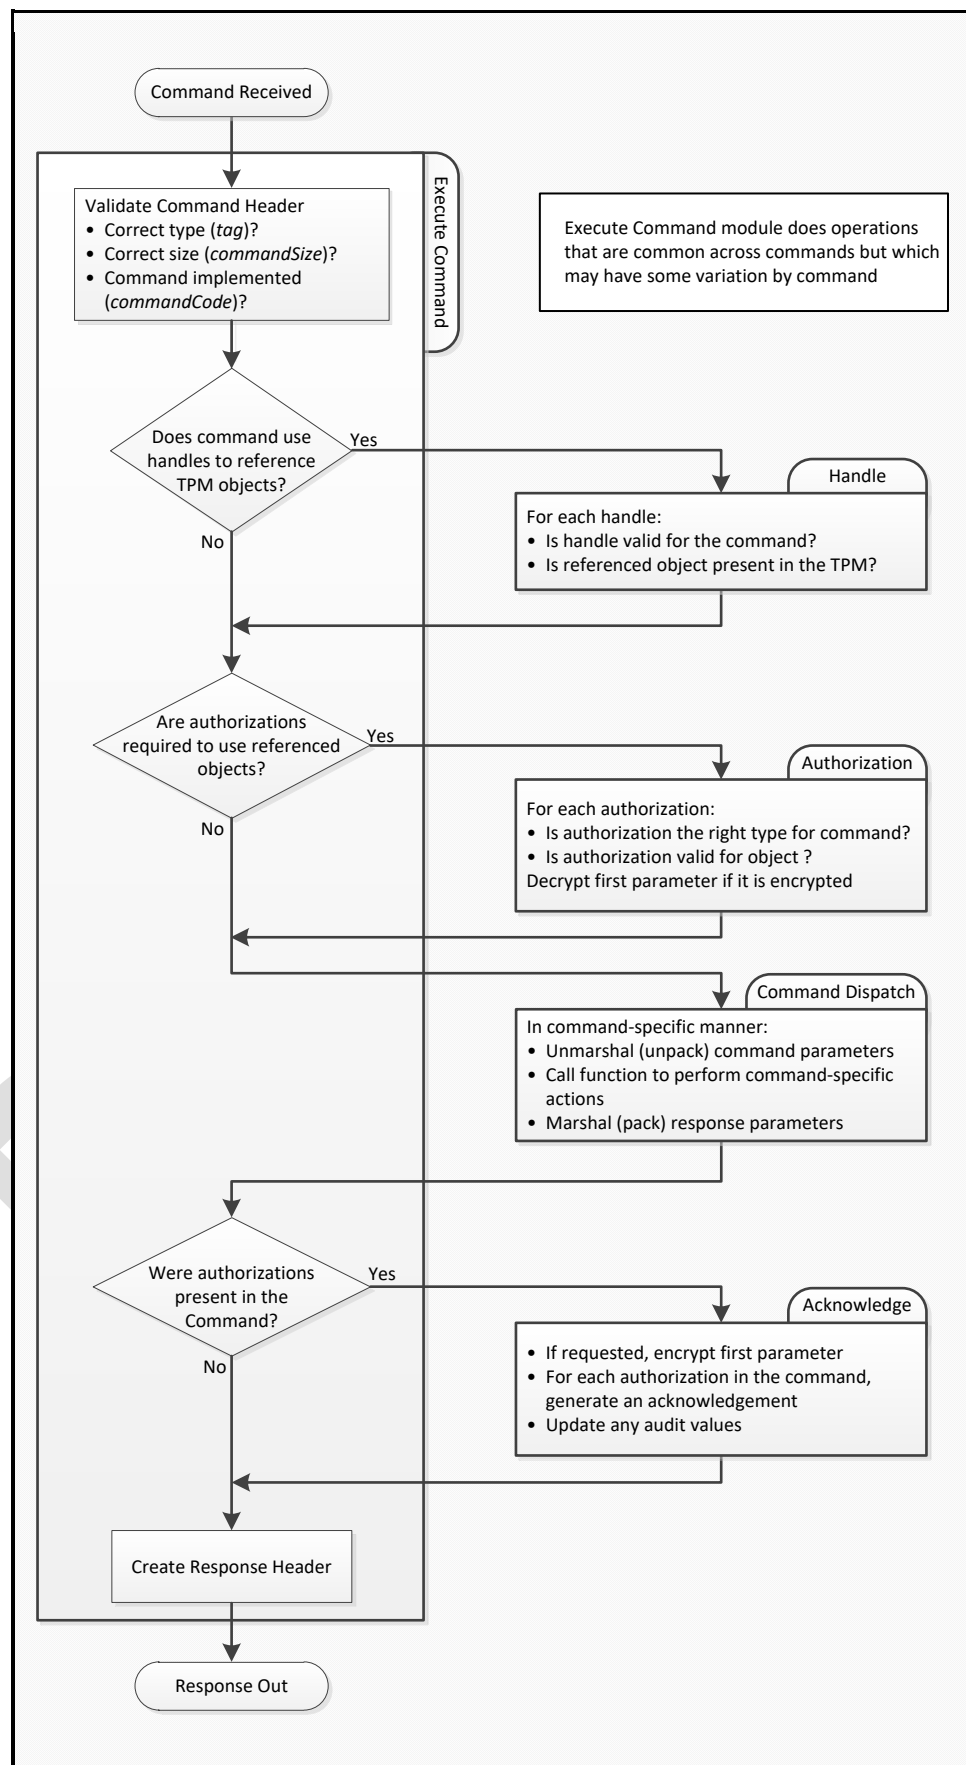 Command Received
Execute Command
Validate Command Header
• Correct type (tag)?
• Correct size (commandSize)?
• Command implemented
(commandCode)?
Execute Command module does operations
that are common across commands but which
may have some variation by command
Does command use
handles to reference
TPM objects?
Yes
No
Handle
For each handle:
• Is handle valid for the command?
• Is referenced object present in the TPM?
Are authorizations
required to use referenced
objects?
Yes
No
Authorization
For each authorization:
• Is authorization the right type for command?
• Is authorization valid for object ?
Decrypt first parameter if it is encrypted
Command Dispatch
In command-specific manner:
• Unmarshal (unpack) command parameters
• Call function to perform command-specific
actions
• Marshal (pack) response parameters
Were authorizations
present in the
Command?
Yes
No
Acknowledge
• If requested, encrypt first parameter
• For each authorization in the command,
generate an acknowledgement
• Update any audit values
Create Response Header
Response Out